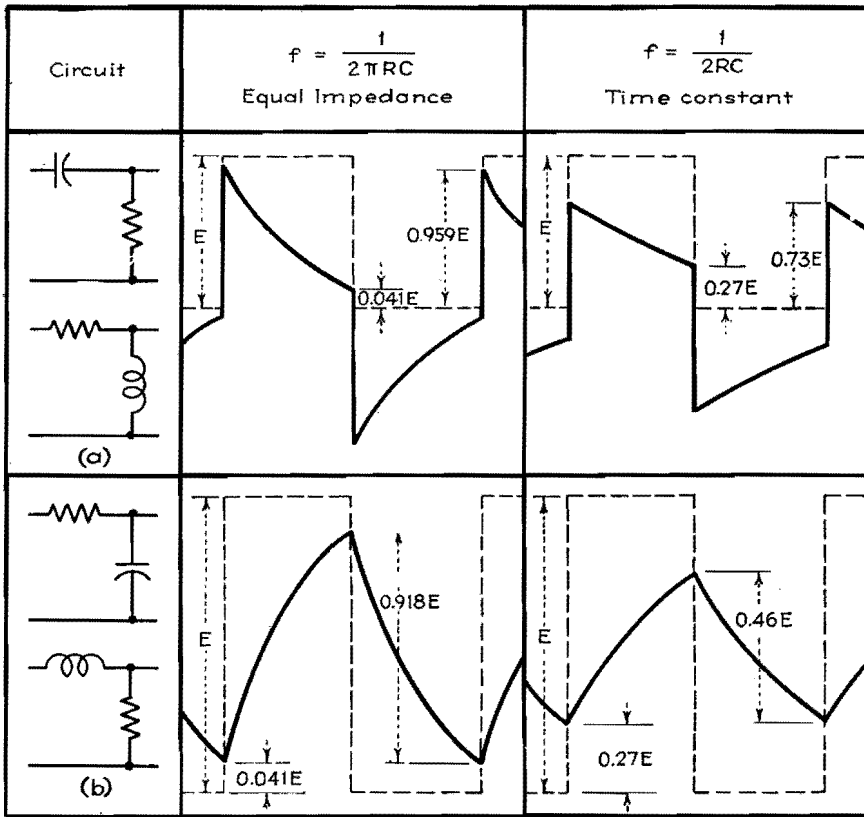 Circuit
f = 1/2πRC
Equal Impedance
f = 1/2RC
Time constant
E
0.959E
0.041E
E
0.27E
0.73E
(a)
E
0.918E
0.041E
E
0.46E
0.27E
(b)